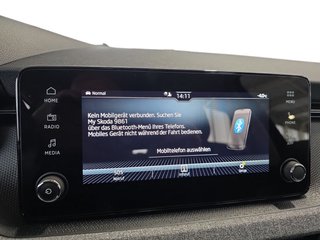 Normal
14:11
-40°c
HOME
MENU
RADIO
PHONE
MEDIA
Kein Mobilgerät verbunden. Suchen Sie
My Skoda 9861
über das Bluetooth-Menü Ihres Telefons.
Mobiles Gerät nicht während der Fahrt bedienen.
Mobiltelefon auswählen